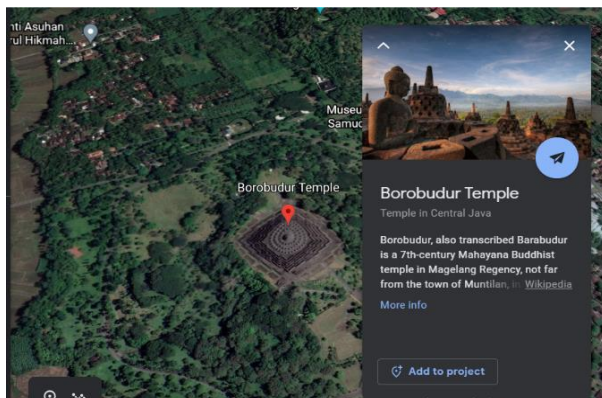 nti Asuhan
rul Hikmah...
Museu
Samud
Borobudur Temple
Borobudur Temple
Temple in Central Java
Borobudur, also transcribed Barabudur
is a 7th-century Mahayana Buddhist
temple in Magelang Regency, not far
from the town of Muntilan, in Wikipedia
More info
Add to project